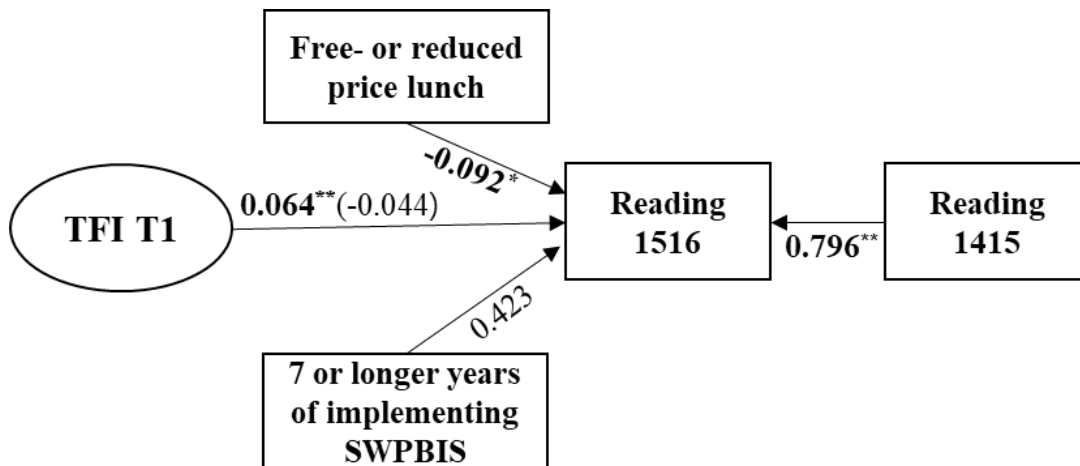 Free- or reduced
price lunch
-0.092*
0.064**(-0.044)
TFI T1
Reading
1516
Reading
1415
0.796**
0.423
7 or longer years
of implementing
SWPBIS